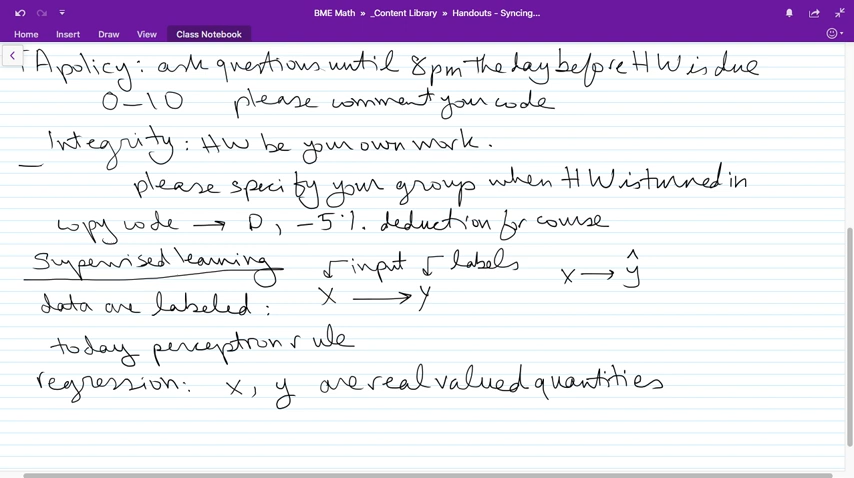 BME Math » _Content Library » Handouts - Syncing...
Home Insert Draw View Class Notebook
TA policy: ask questions until 8pm the day before HW is due
0-10 please comment your code
Integrity: HW be your own work.
please specify your group when HW is turned in
copy code → D, -5%. deduction for course
Supervised learning
↓ input ↓ labels
x → ŷ
data are labeled:
X → Y
today perceptron rule
regression: x, y are real valued quantities